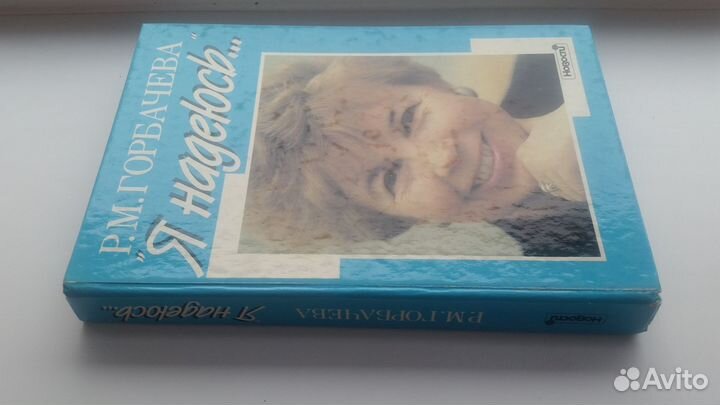 Р.М.ГОРБАЧЕВА
"Я надеюсь..."
Новости
Я надеюсь...
Р.М.ГОРБАЧЕВА
Новости
Avito